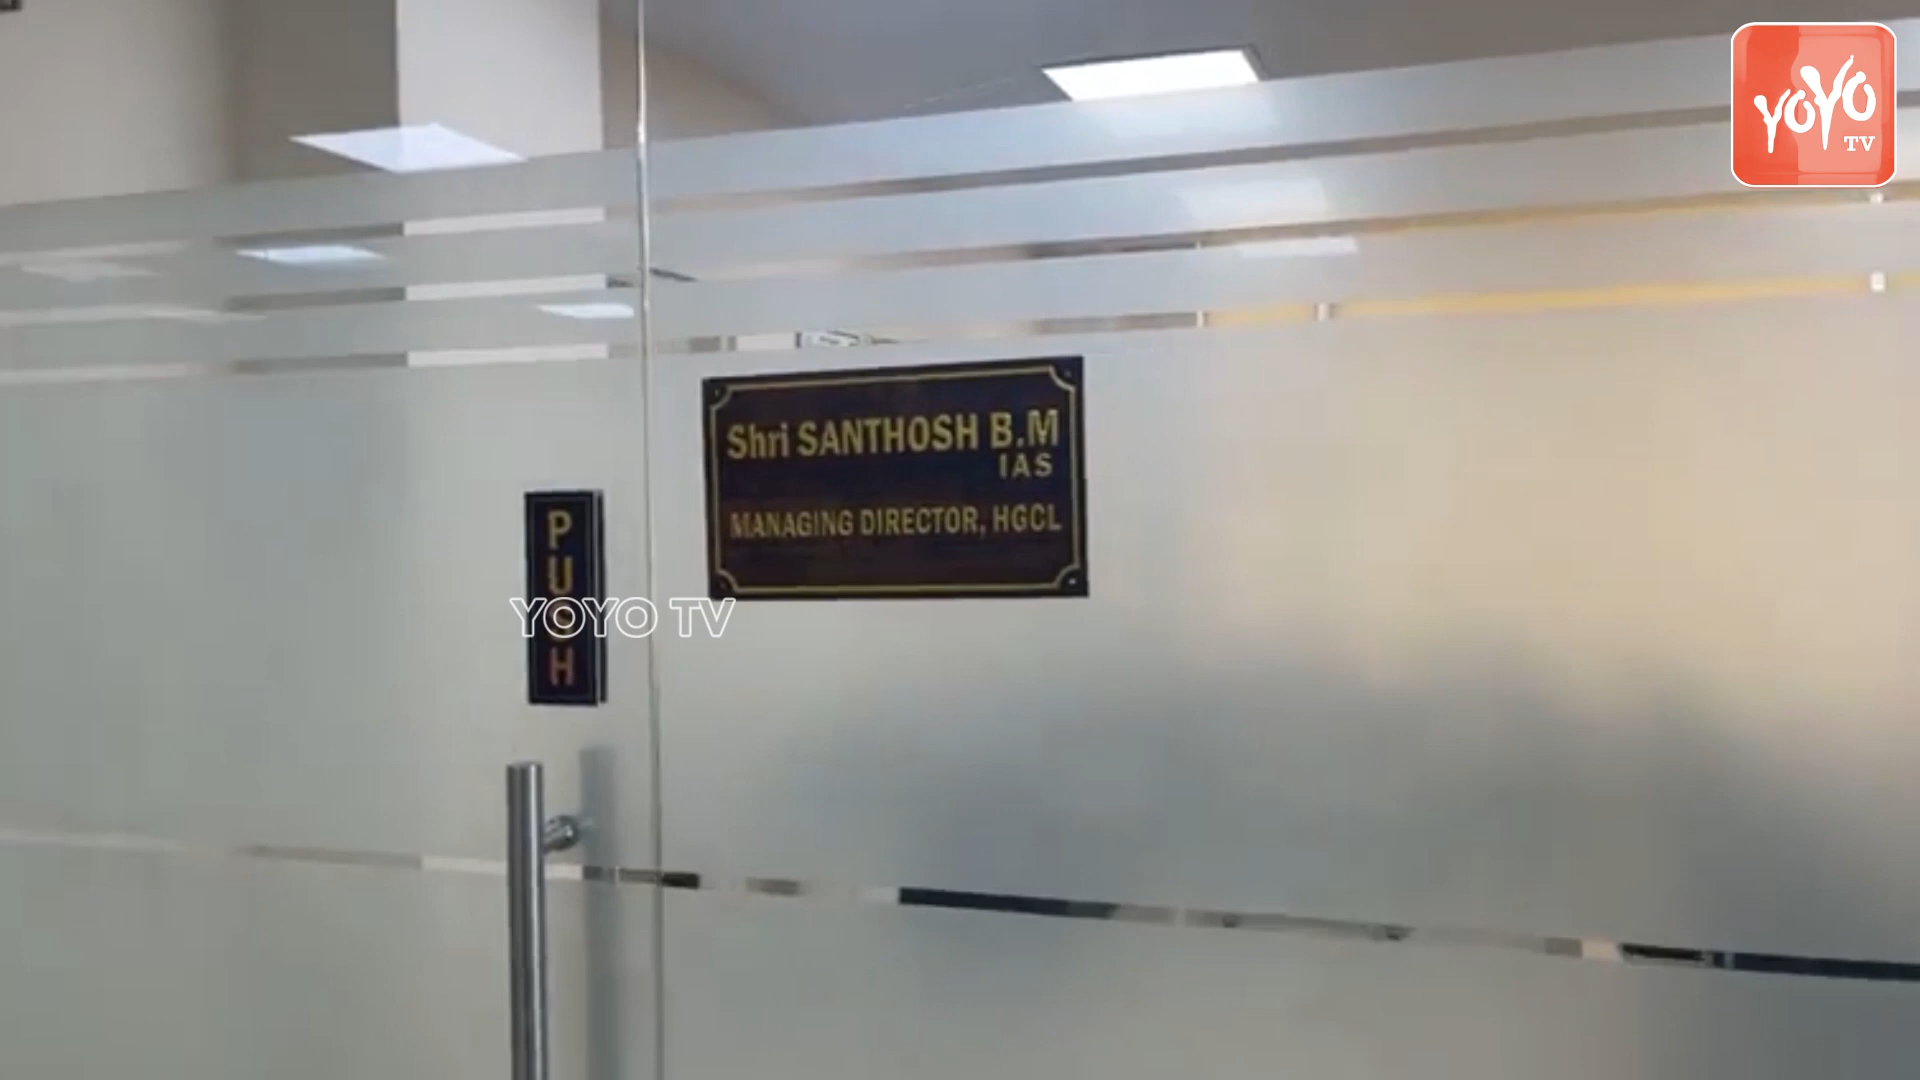 YOYO
TV
Shri SANTHOSH B.M
IAS
MANAGING DIRECTOR, HGCL
PUSH
YOYO TV